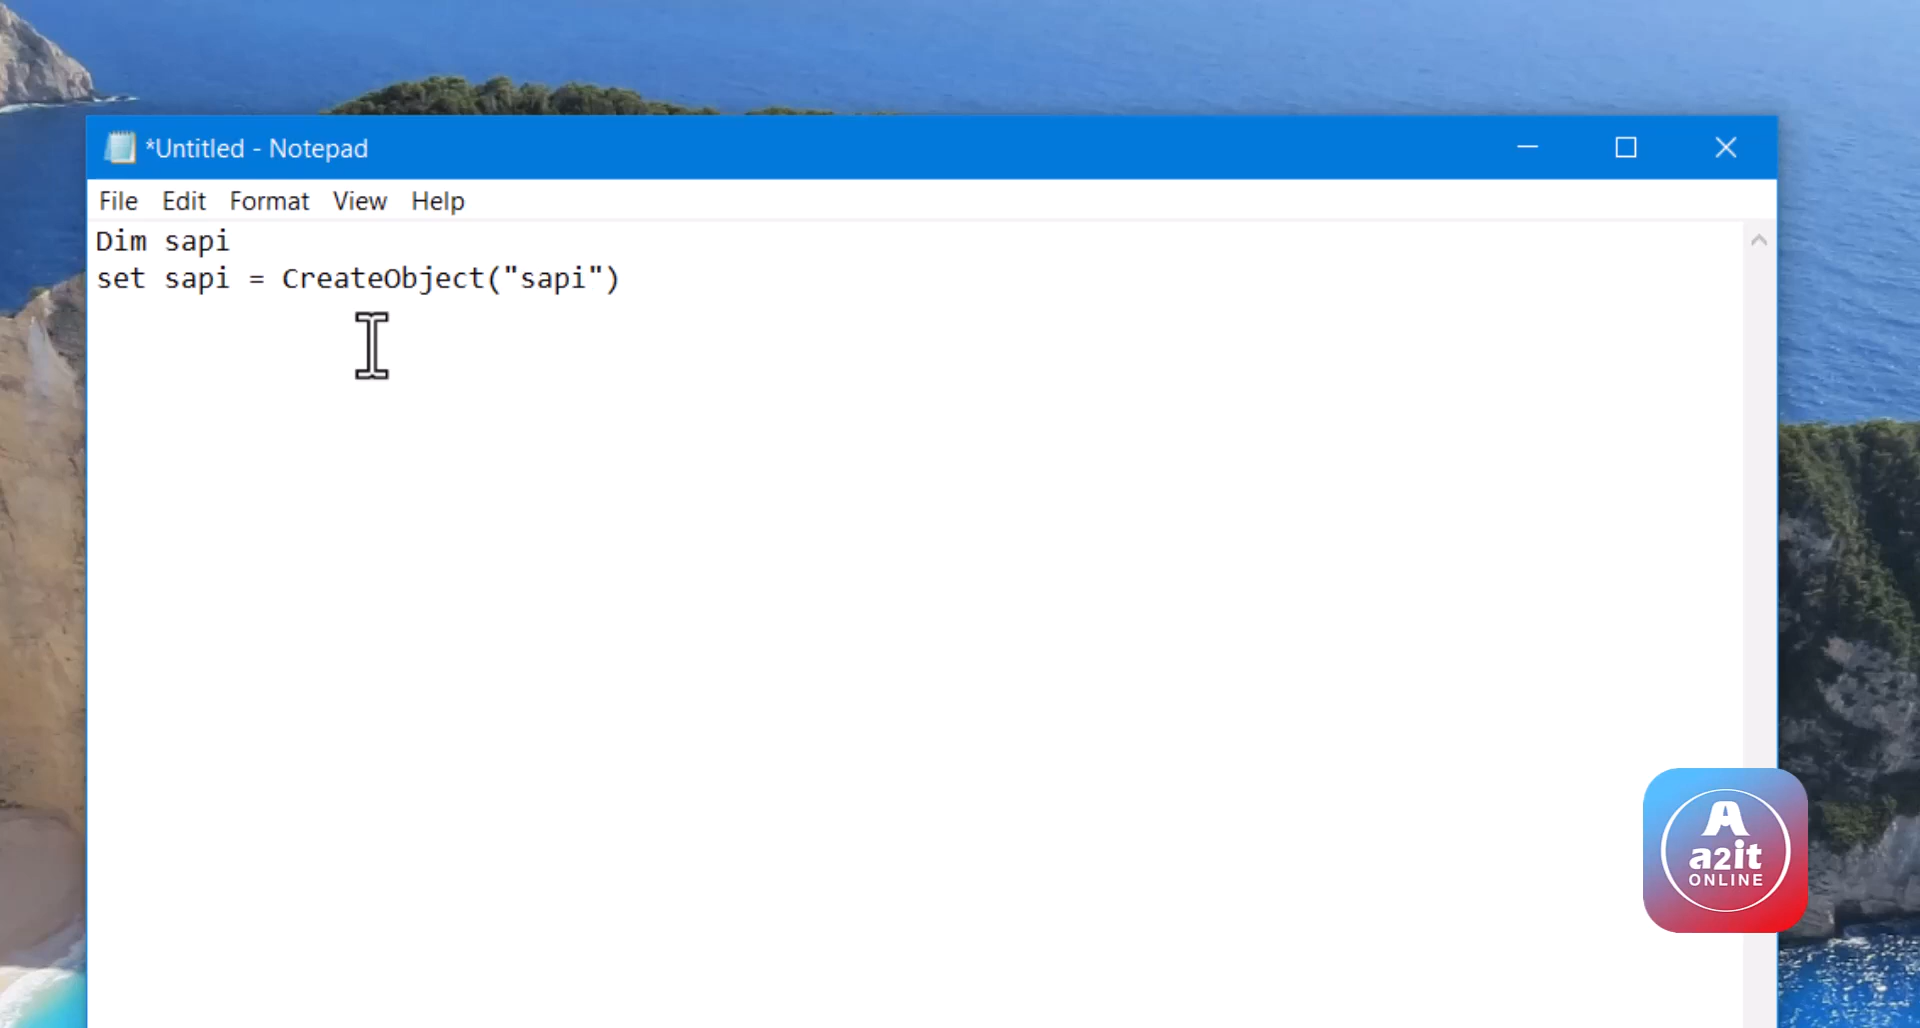 *Untitled - Notepad
File Edit Format View Help
Dim sapi
set sapi = CreateObject("sapi")
A
a2it
ONLINE